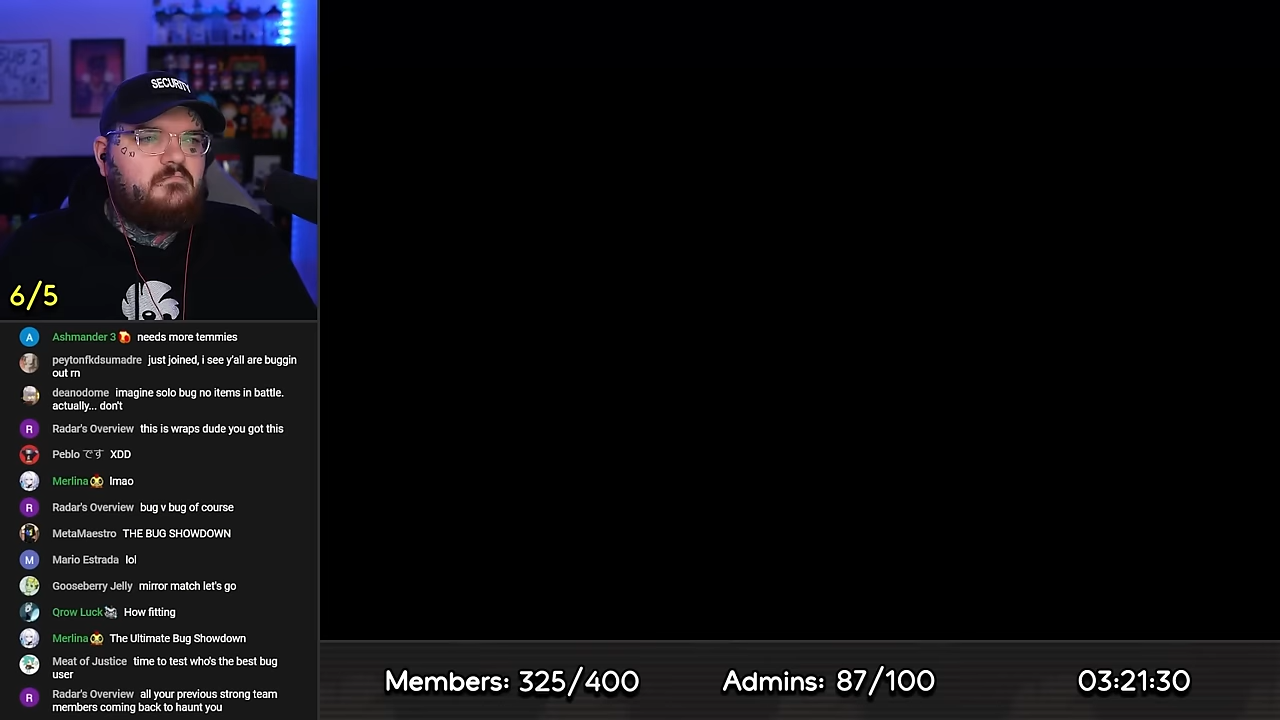 SECURITY
6/5
Ashmander 3 needs more temmies
peytonfkdsumadre just joined, i see y'all are buggin
out rn
deanodome imagine solo bug no items in battle.
actually... don't
Radar's Overview this is wraps dude you got this
Peblo です XDD
Merlina lmao
Radar's Overview bug v bug of course
MetaMaestro THE BUG SHOWDOWN
Mario Estrada lol
Gooseberry Jelly mirror match let's go
Qrow Luck How fitting
Merlina The Ultimate Bug Showdown
Meat of Justice time to test who's the best bug
user
Radar's Overview all your previous strong team
members coming back to haunt you
Members: 325/400
Admins: 87/100
03:21:30